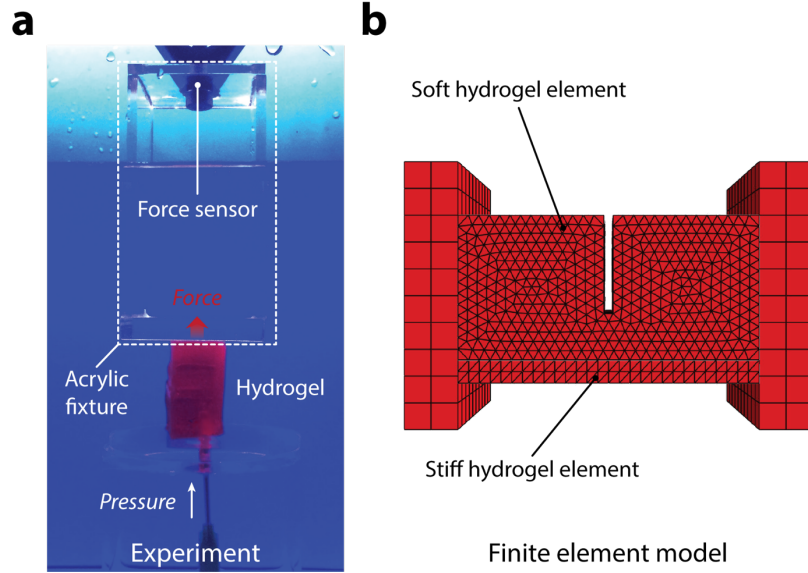 a
b
Soft hydrogel element
Force sensor
Force
Acrylic
fixture
Hydrogel
Stiff hydrogel element
Pressure
Experiment
Finite element model